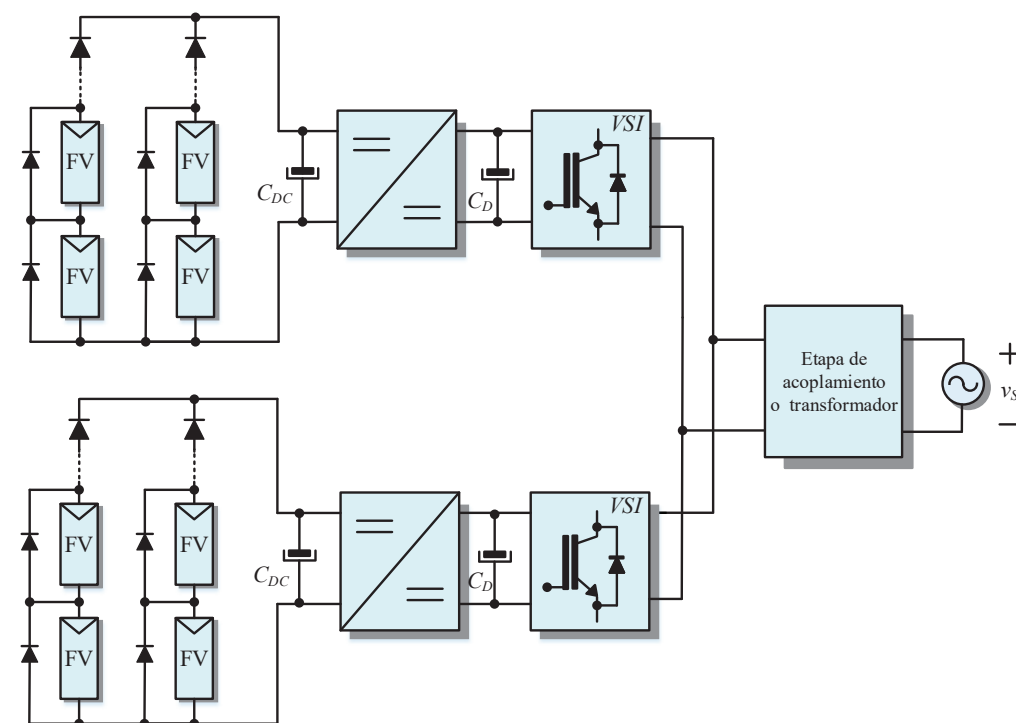 VSI
FV
FV
C_DC
C_D
FV
FV
Etapa de
acoplamiento
o transformador
+
v_S
−
VSI
FV
FV
C_DC
C_D
FV
FV